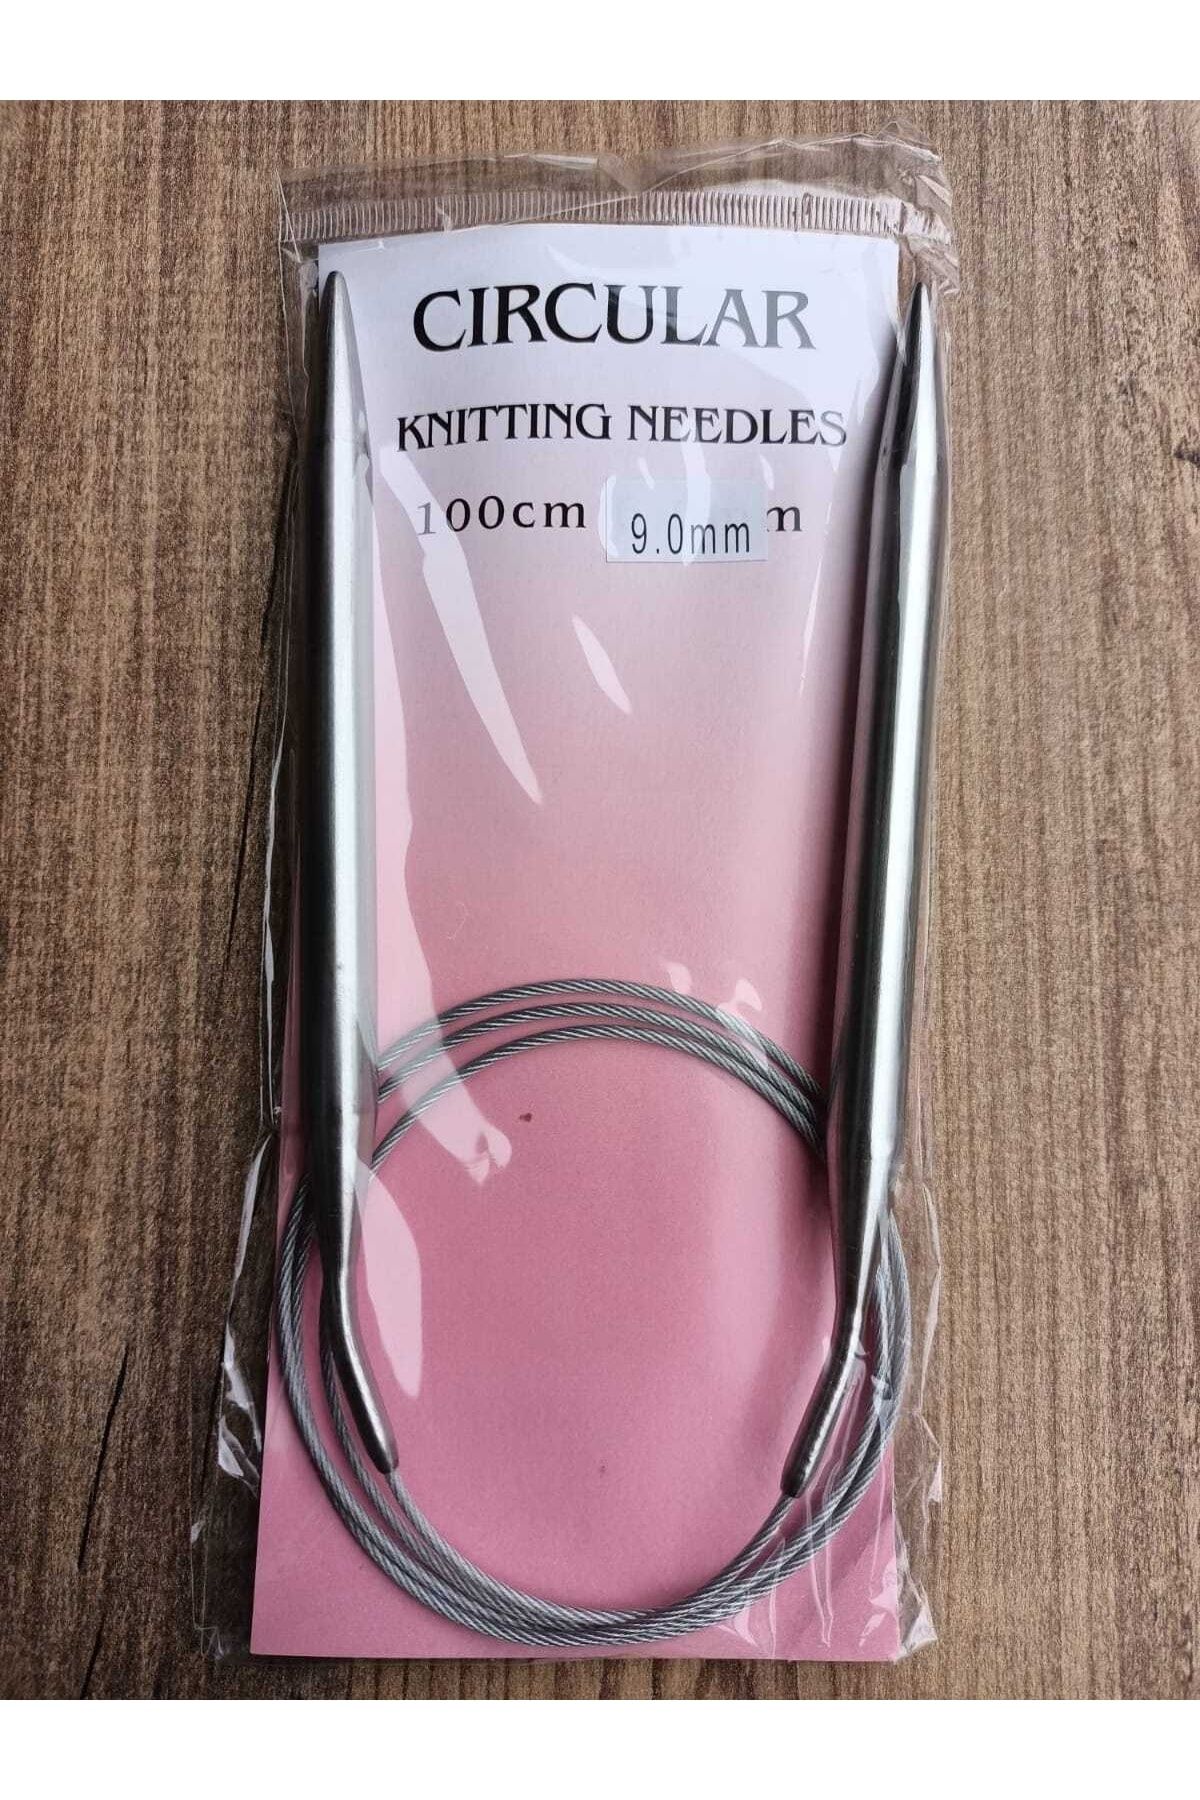 CIRCULAR
KNITTING NEEDLES
100cm 9.0mm m